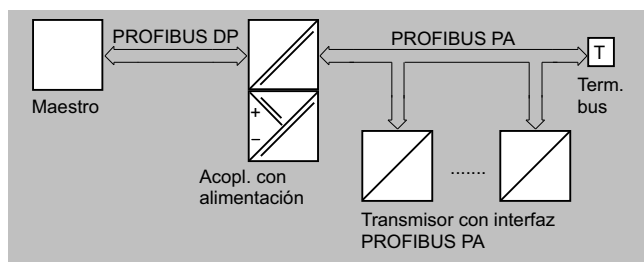 PROFIBUS DP
PROFIBUS PA
T
Maestro
Term.
bus
+
–
Acopl. con
alimentación
.......
Transmisor con interfaz
PROFIBUS PA